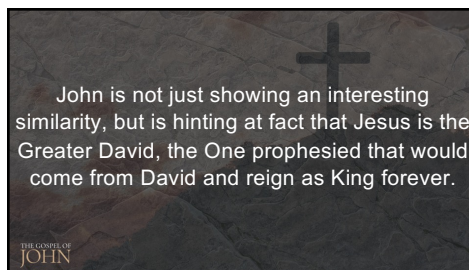 John is not just showing an interesting
similarity, but is hinting at fact that Jesus is the
Greater David, the One prophesied that would
come from David and reign as King forever.
THE GOSPEL OF
JOHN